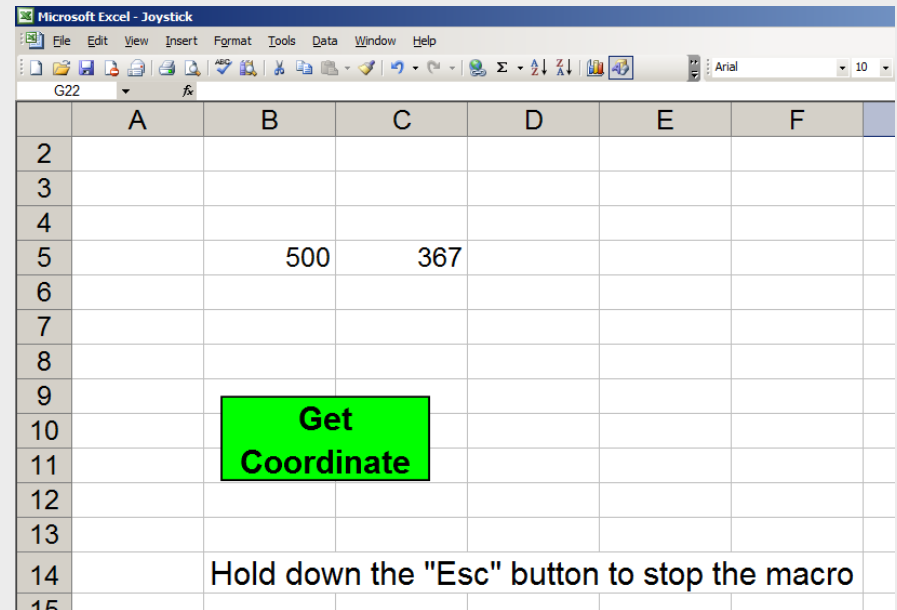 Microsoft Excel - Joystick
File Edit View Insert Format Tools Data Window Help
Arial 10
G22 fx
A B C D E F
2
3
4
5 500 367
6
7
8
9
10
11
Get
Coordinate
12
13
14 Hold down the "Esc" button to stop the macro
15